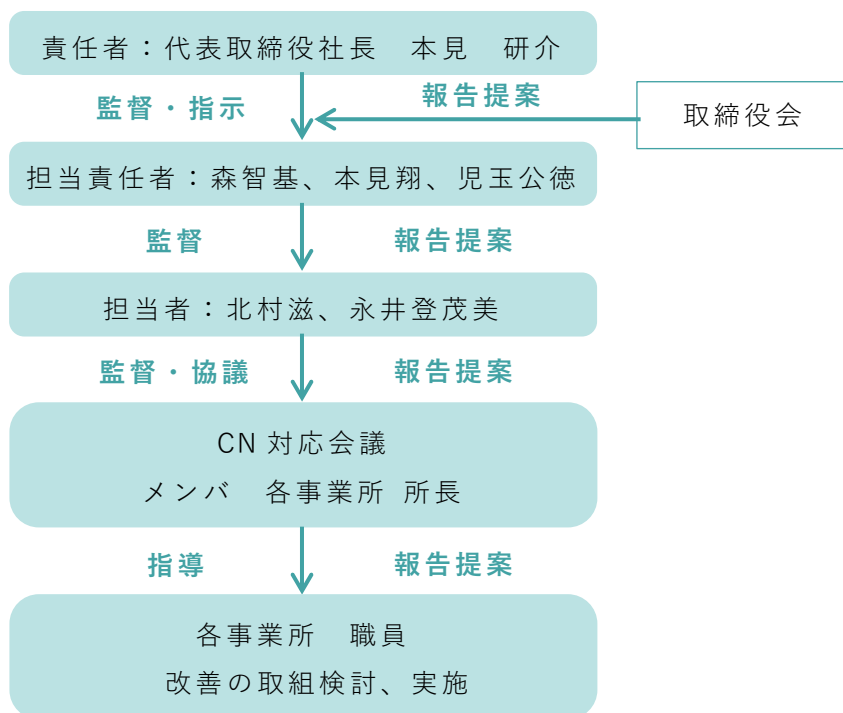 責任者：代表取締役社長　本見　研介
監督・指示
報告提案
取締役会
担当責任者：森智基、本見翔、児玉公徳
監督
報告提案
担当者：北村滋、永井登茂美
監督・協議
報告提案
CN 対応会議
メンバ　各事業所 所長
指導
報告提案
各事業所　職員
改善の取組検討、実施